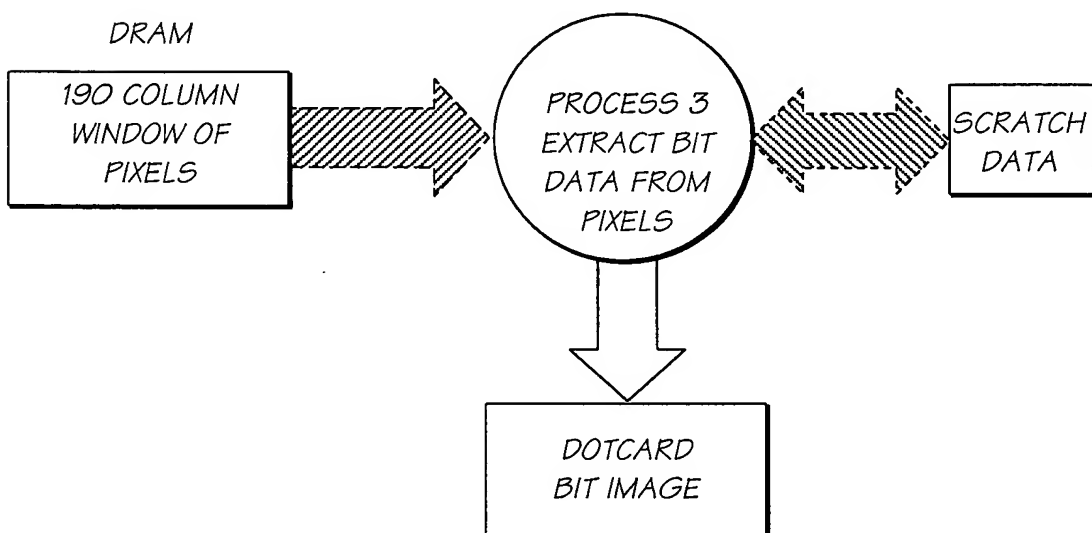 DRAM
190 COLUMN
WINDOW OF
PIXELS
PROCESS 3
EXTRACT BIT
DATA FROM
PIXELS
SCRATCH
DATA
DOTCARD
BIT IMAGE